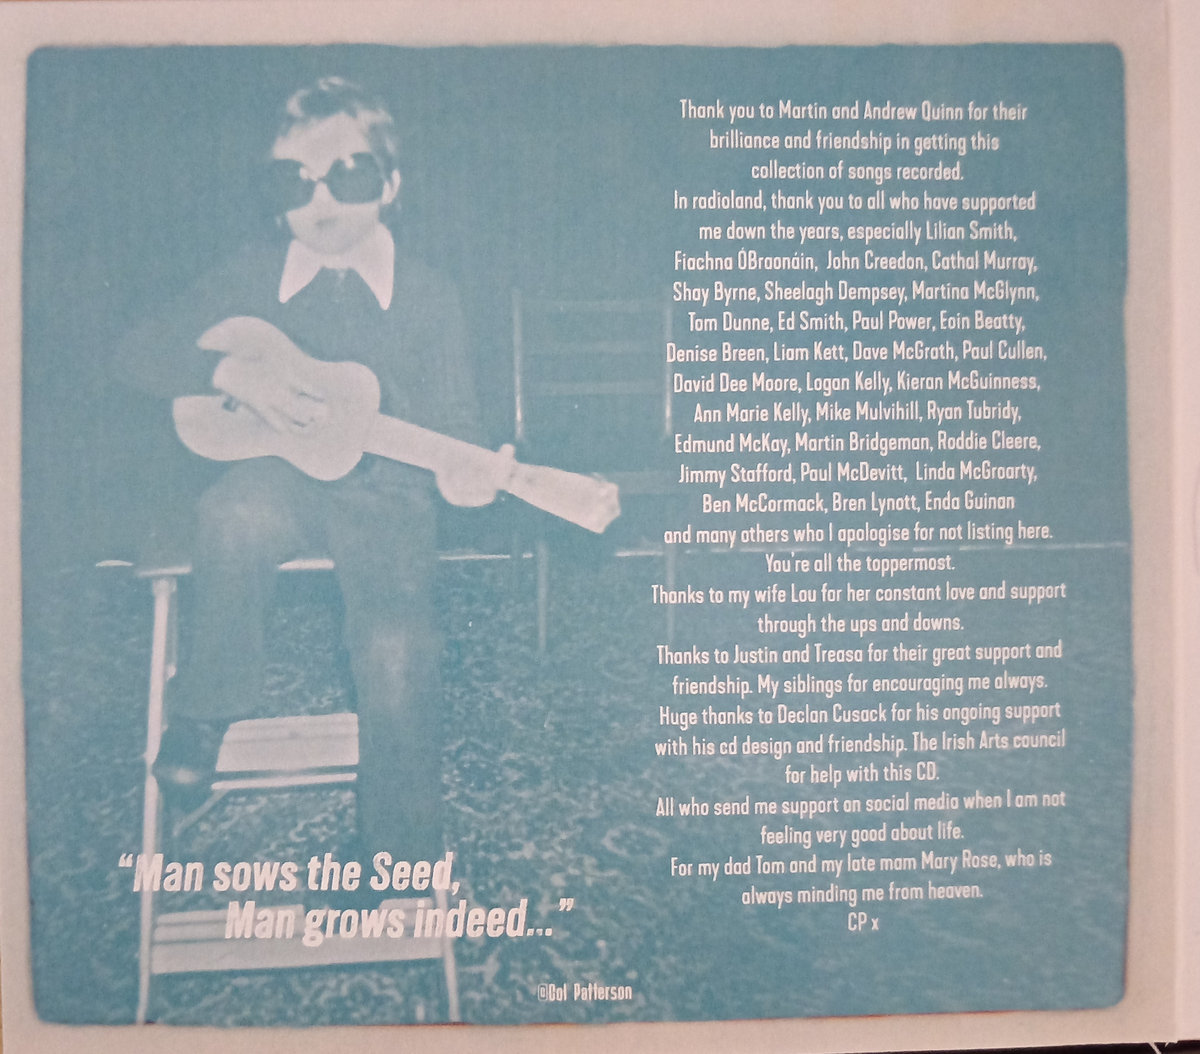 Thank you to Martin and Andrew Quinn for their
brilliance and friendship in getting this
collection of songs recorded.
In radioland, thank you to all who have supported
me down the years, especially Lilian Smith,
Fiachna ÓBraonáin, John Creedon, Cathal Murray,
Shay Byrne, Sheelagh Dempsey, Martina McGlynn,
Tom Dunne, Ed Smith, Paul Power, Eoin Beatty,
Denise Breen, Liam Kett, Dave McGrath, Paul Cullen,
David Dee Moore, Logan Kelly, Kieran McGuinness,
Ann Marie Kelly, Mike Mulvihill, Ryan Tubridy,
Edmund McKay, Martin Bridgeman, Roddie Cleere,
Jimmy Stafford, Paul McDevitt, Linda McGroarty,
Ben McCormack, Bren Lynott, Enda Guinan
and many others who I apologise for not listing here.
You're all the toppermost.
Thanks to my wife Lou for her constant love and support
through the ups and downs.
Thanks to Justin and Treasa for their great support and
friendship. My siblings for encouraging me always.
Huge thanks to Declan Cusack for his ongoing support
with his cd design and friendship. The Irish Arts council
for help with this CD.
All who send me support on social media when I am not
feeling very good about life.
For my dad Tom and my late mam Mary Rose, who is
always minding me from heaven.
CP x
“Man sows the Seed,
Man grows indeed...”
@Col Patterson